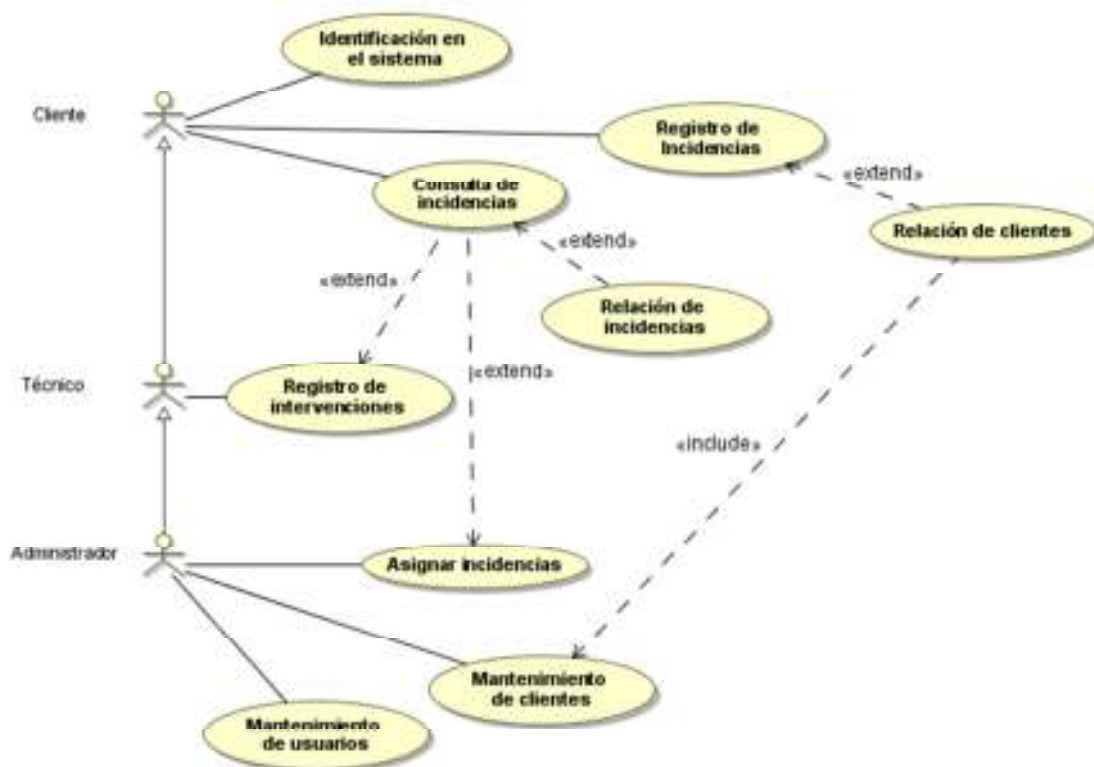 Identificación en
el sistema
Cliente
Registro de
Incidencias
«extend»
Consulta de
incidencias
Relación de clientes
«extend»
«extend»
Relación de
incidencias
Técnico
Registro de
intervenciones
«extend»
«include»
Administrador
Asignar incidencias
Mantenimiento
de clientes
Mantenimiento
de usuarios